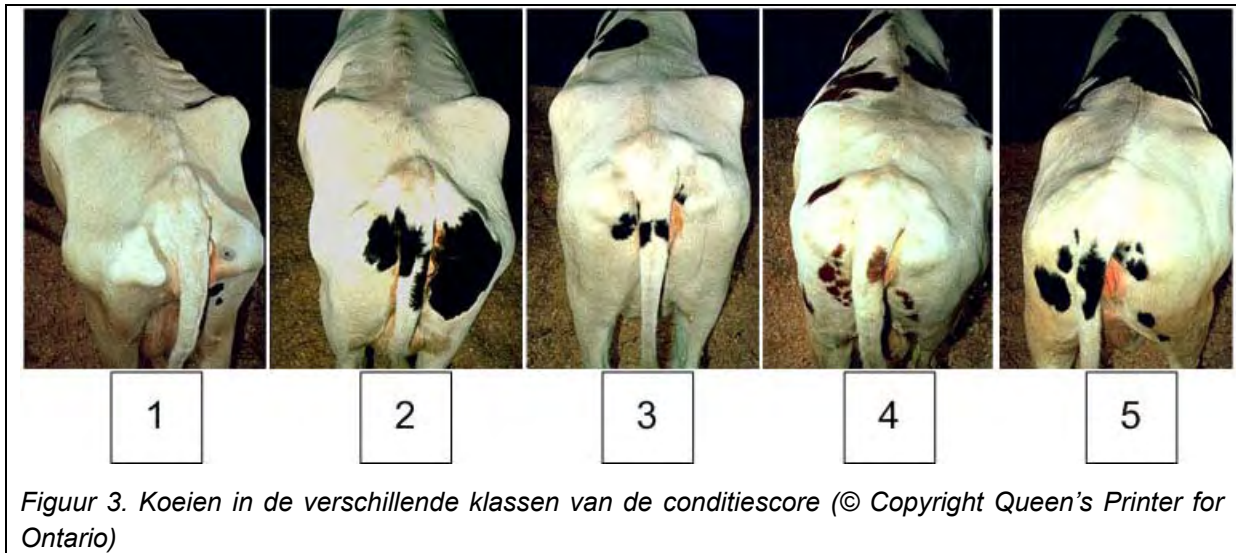 1
2
3
4
5
Figuur 3. Koeien in de verschillende klassen van de conditiescore (© Copyright Queen’s Printer for
Ontario)